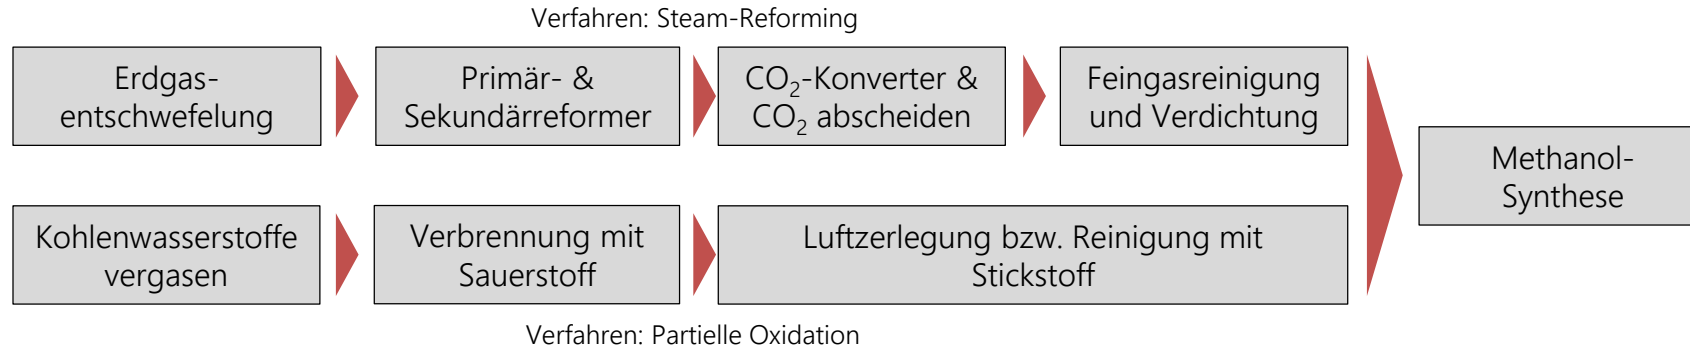 Verfahren: Steam-Reforming
Erdgas-
entschwefelung
Primär- &
Sekundärreformer
CO₂-Konverter &
CO₂ abscheiden
Feingasreinigung
und Verdichtung
Methanol-
Synthese
Kohlenwasserstoffe
vergasen
Verbrennung mit
Sauerstoff
Luftzerlegung bzw. Reinigung mit
Stickstoff
Verfahren: Partielle Oxidation